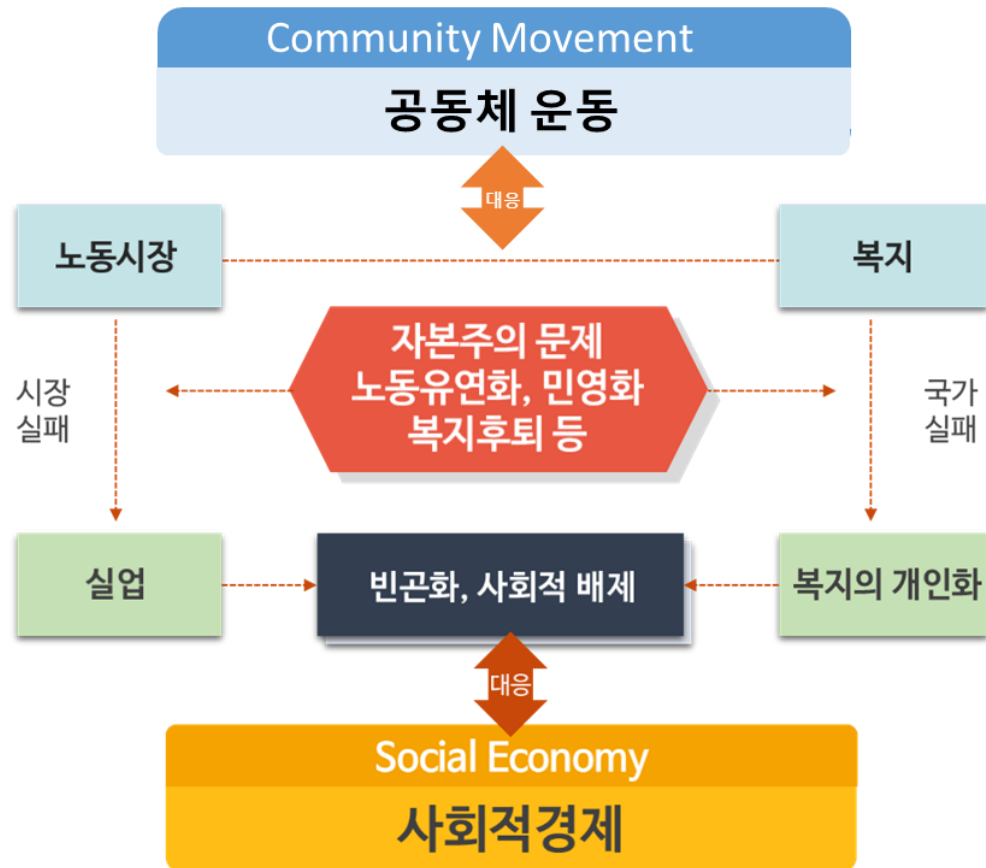 Community Movement
공동체 운동
대응
노동시장
복지
자본주의 문제
노동유연화, 민영화
복지후퇴 등
시장
실패
국가
실패
실업
빈곤화, 사회적 배제
복지의 개인화
대응
Social Economy
사회적경제